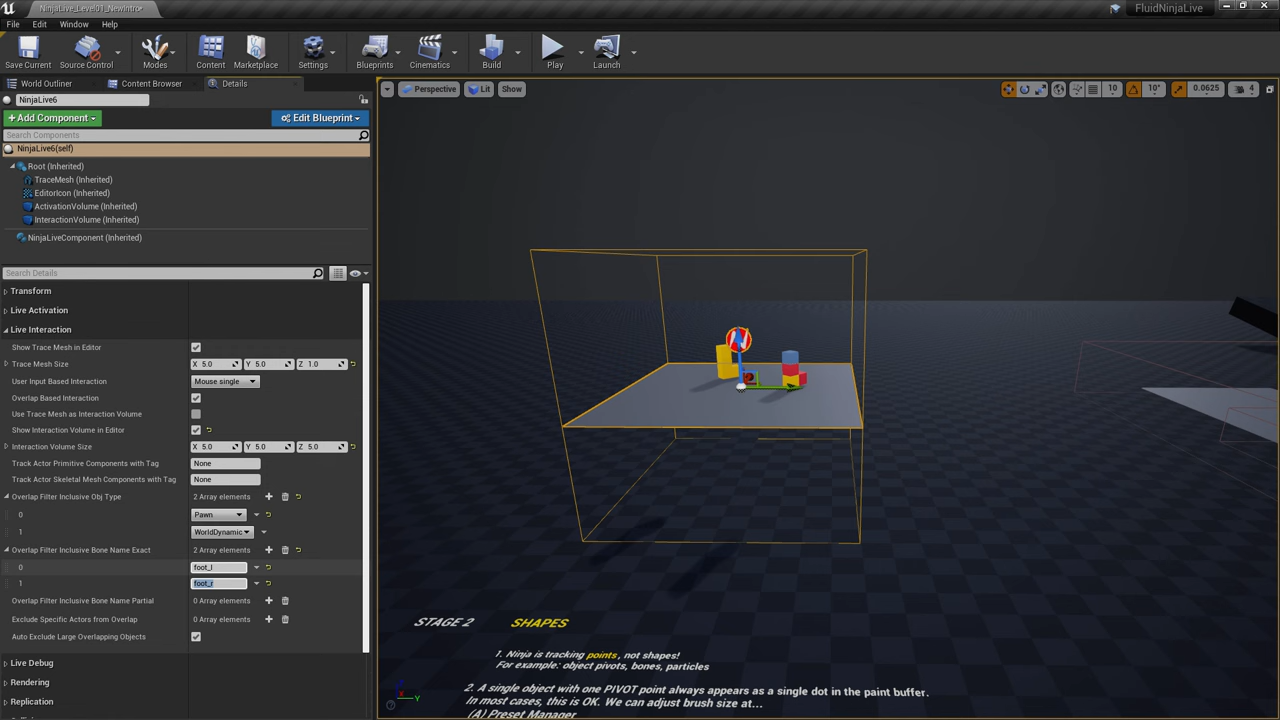 NinjaLive_Level01_NewIntro•
FluidNinjaLive
File Edit Window Help
Save Current
Source Control
Modes
Content
Marketplace
Settings
Blueprints
Cinematics
Build
Play
Launch
World Outliner
Content Browser
Details
Perspective
Lit
Show
10
10°
0.0625
4
NinjaLive6
+ Add Component
Edit Blueprint
Search Components
NinjaLive6(self)
Root (Inherited)
TraceMesh (Inherited)
EditorIcon (Inherited)
ActivationVolume (Inherited)
InteractionVolume (Inherited)
NinjaLiveComponent (Inherited)
Search Details
Transform
Live Activation
Live Interaction
Show Trace Mesh in Editor
Trace Mesh Size X 5.0 Y 5.0 Z 1.0
User Input Based Interaction Mouse single
Overlap Based Interaction
Use Trace Mesh as Interaction Volume
Show Interaction Volume in Editor
Interaction Volume Size X 5.0 Y 5.0 Z 5.0
Track Actor Primitive Components with Tag None
Track Actor Skeletal Mesh Components with Tag None
Overlap Filter Inclusive Obj Type 2 Array elements
0 Pawn
1 WorldDynamic
Overlap Filter Inclusive Bone Name Exact 2 Array elements
0 foot_l
1 foot_r
Overlap Filter Inclusive Bone Name Partial 0 Array elements
Exclude Specific Actors from Overlap 0 Array elements
Auto Exclude Large Overlapping Objects
Live Debug
Rendering
Replication
STAGE 2 SHAPES
1. Ninja is tracking points, not shapes!
For example: object pivots, bones, particles
2. A single object with one PIVOT point always appears as a single dot in the paint buffer.
In most cases, this is OK. We can adjust brush size at...
(A) Preset Manager
Y